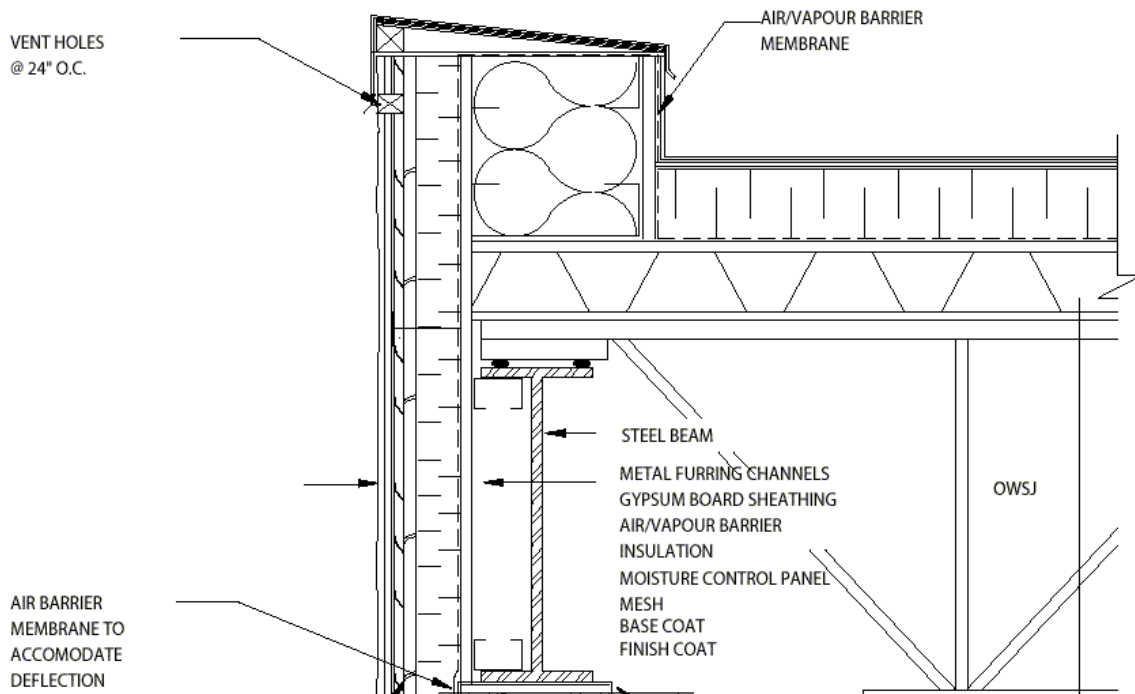 VENT HOLES
@ 24" O.C.
AIR/VAPOUR BARRIER
MEMBRANE
STEEL BEAM
METAL FURRING CHANNELS
GYPSUM BOARD SHEATHING
AIR/VAPOUR BARRIER
INSULATION
MOISTURE CONTROL PANEL
MESH
BASE COAT
FINISH COAT
OWSJ
AIR BARRIER
MEMBRANE TO
ACCOMODATE
DEFLECTION